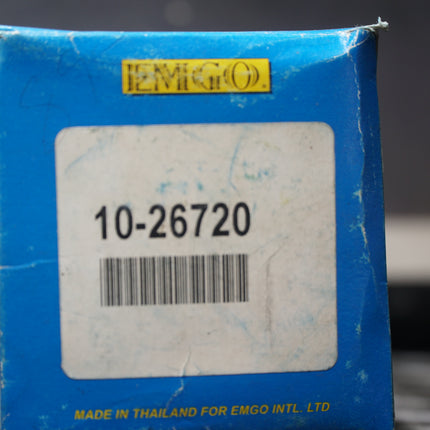 EMGO
10-26720
MADE IN THAILAND FOR EMGO INTL. LTD